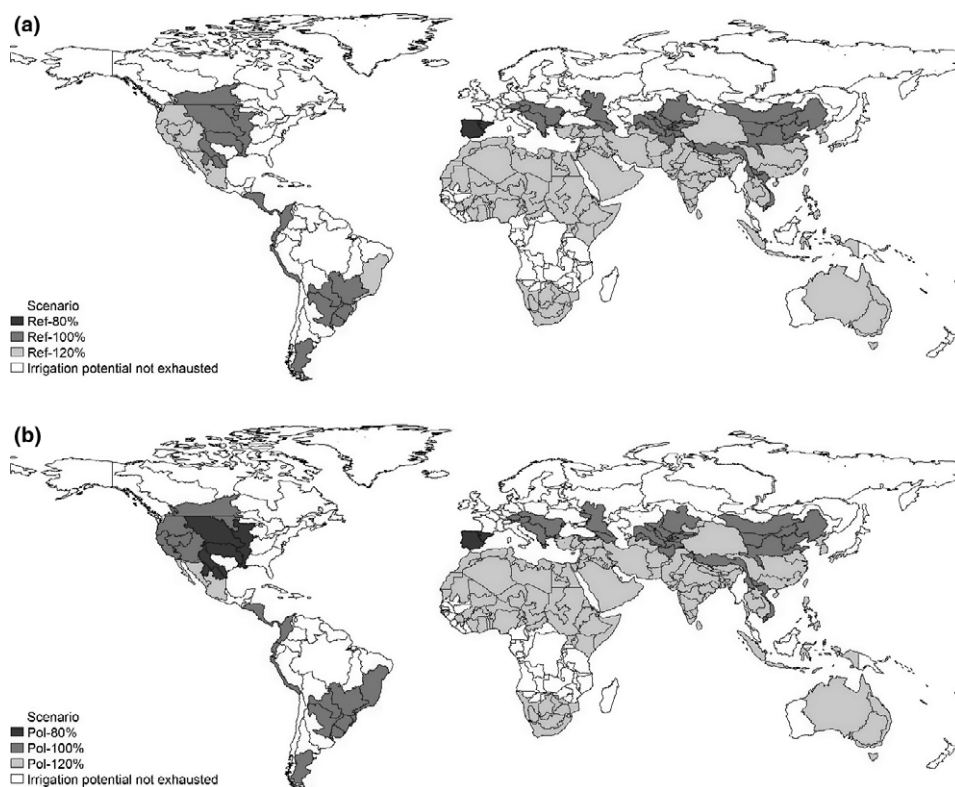 (a)
Scenario
Ref-80%
Ref-100%
Ref-120%
Irrigation potential not exhausted
(b)
Scenario
Pol-80%
Pol-100%
Pol-120%
Irrigation potential not exhausted